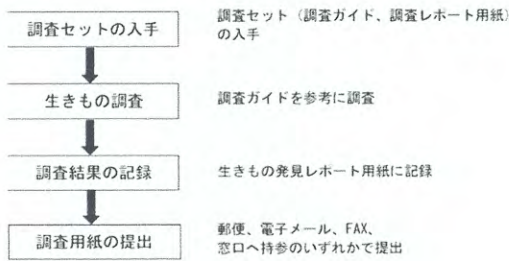 調査セットの入手
調査セット（調査ガイド、調査レポート用紙）
の入手
生きもの調査
調査ガイドを参考に調査
調査結果の記録
生きもの発見レポート用紙に記録
調査用紙の提出
郵便、電子メール、FAX、
窓口へ持参のいずれかで提出